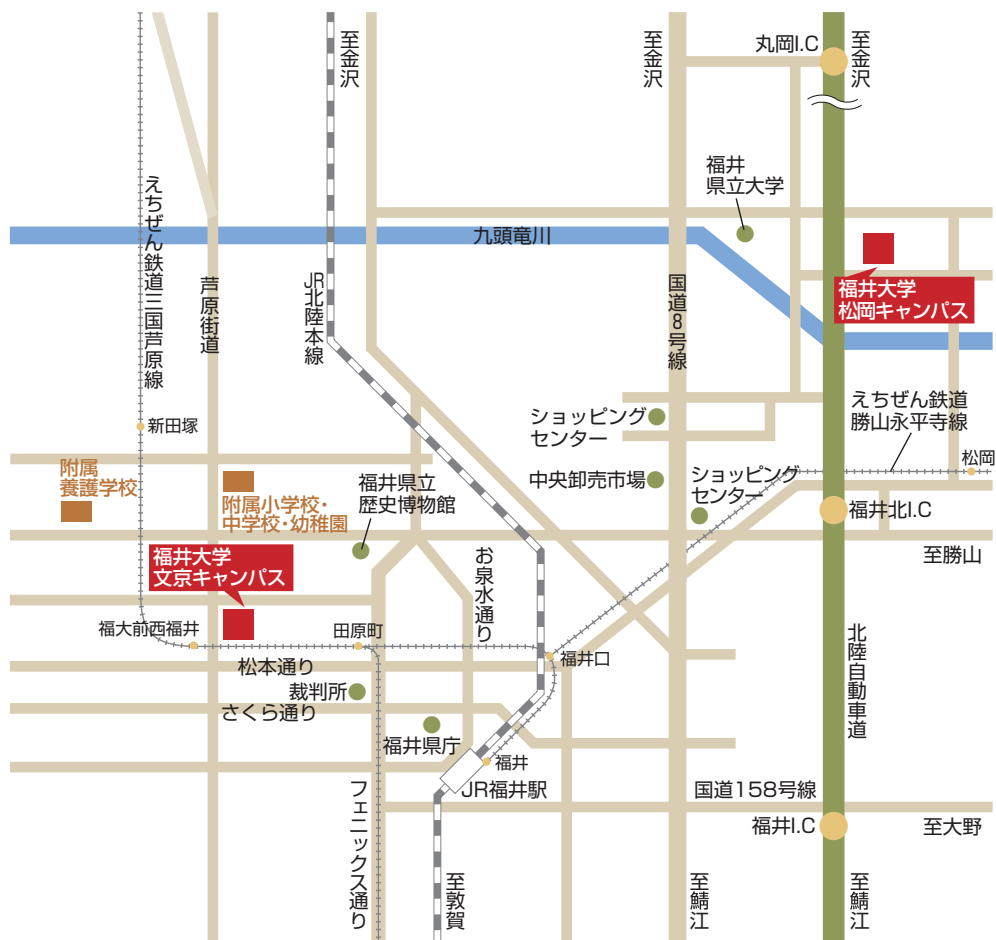 至金沢
至金沢
丸岡I.C
至金沢
福井
県立大学
えちぜん鉄道三国芦原線
九頭竜川
芦原街道
JR北陸本線
国道8号線
福井大学
松岡キャンパス
新田塚
ショッピング
センター
えちぜん鉄道
勝山永平寺線
松岡
附属
養護学校
附属小学校・
中学校・幼稚園
福井県立
歴史博物館
中央卸売市場
ショッピング
センター
福井北I.C
至勝山
福井大学
文京キャンパス
お泉水通り
福大前西福井
田原町
福井口
北陸自動車道
松本通り
裁判所
さくら通り
福井県庁
福井
JR福井駅
国道158号線
フェニックス通り
福井I.C
至大野
至敦賀
至鯖江
至鯖江